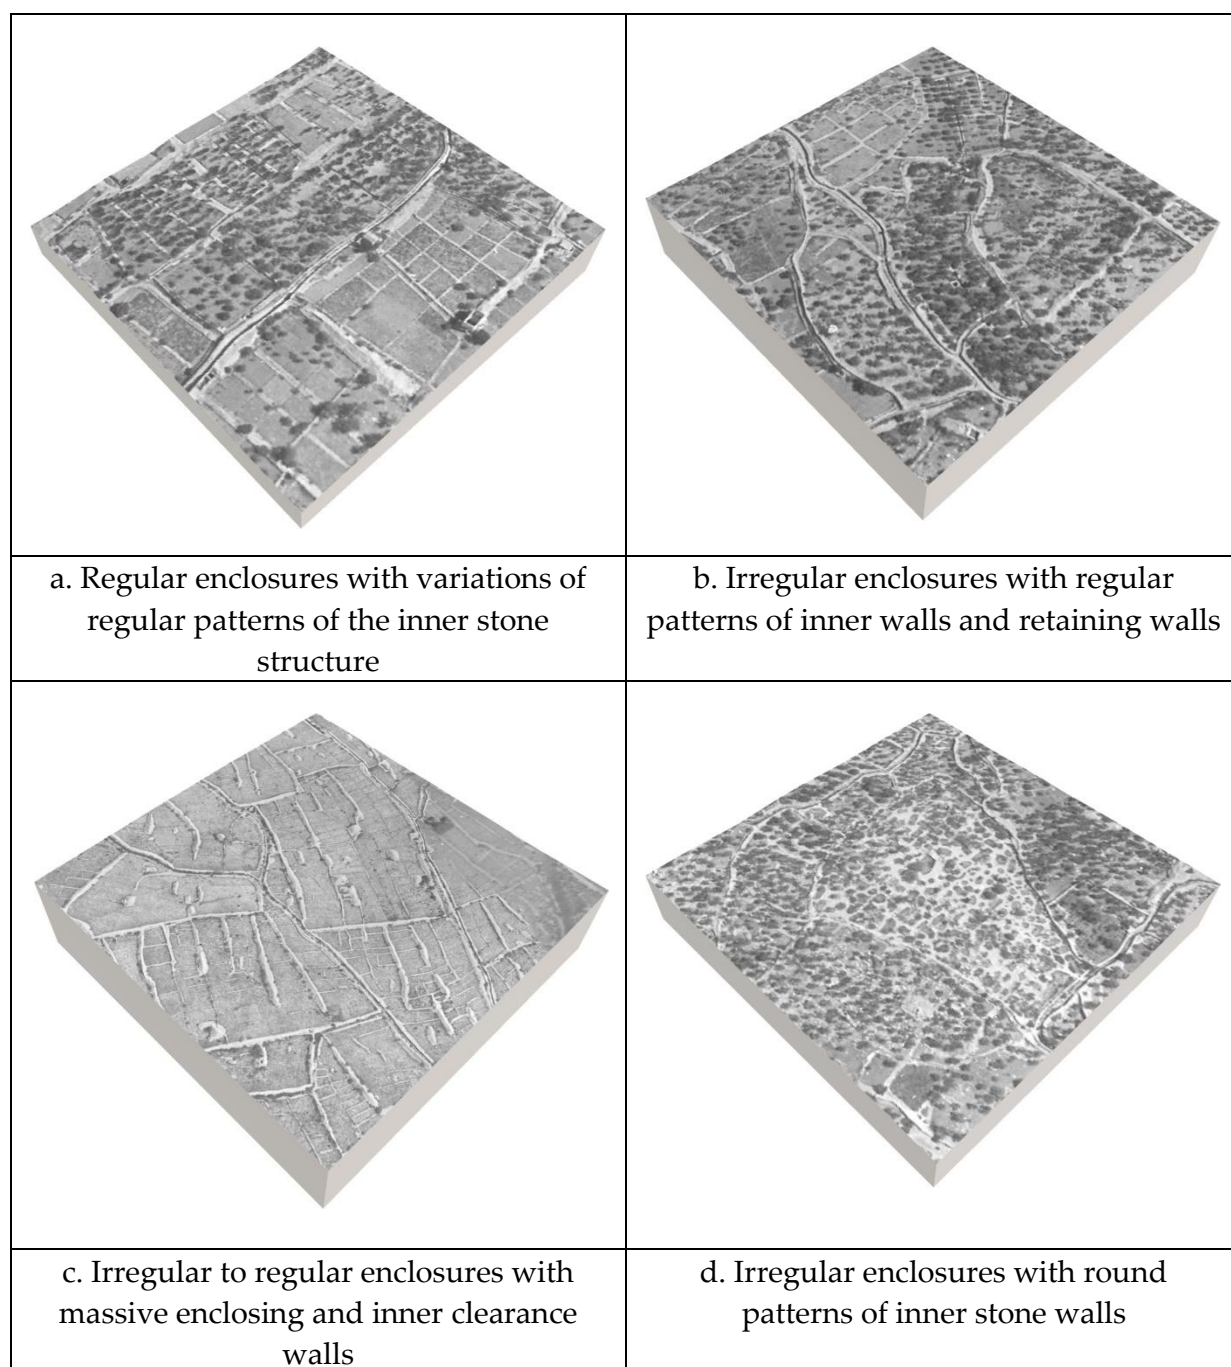 a. Regular enclosures with variations of
regular patterns of the inner stone
structure
b. Irregular enclosures with regular
patterns of inner walls and retaining walls
c. Irregular to regular enclosures with
massive enclosing and inner clearance
walls
d. Irregular enclosures with round
patterns of inner stone walls